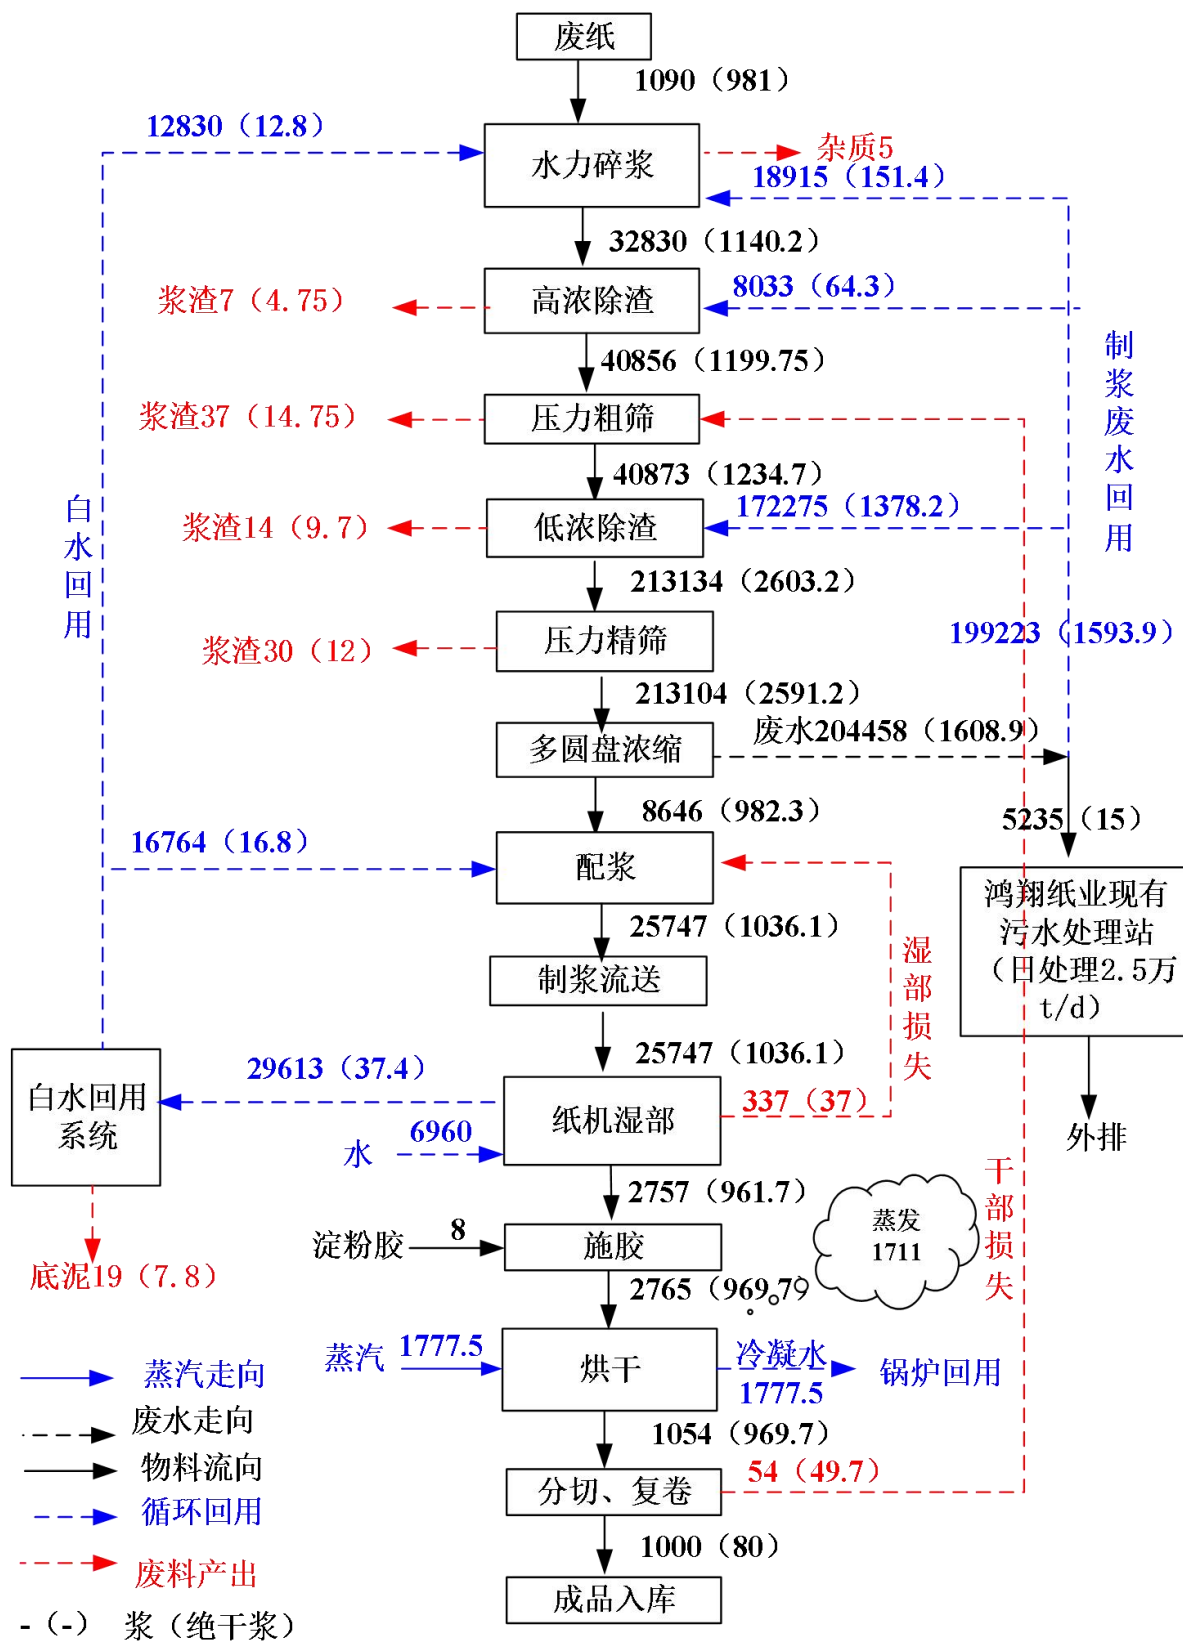 废纸
1090（981）
12830（12.8）
水力碎浆
杂质5
18915（151.4）
32830（1140.2）
浆渣7（4.75）
高浓除渣
8033（64.3）
40856（1199.75）
制浆废水回用
浆渣37（14.75）
压力粗筛
40873（1234.7）
白水回用
浆渣14（9.7）
低浓除渣
172275（1378.2）
213134（2603.2）
浆渣30（12）
压力精筛
199223（1593.9）
213104（2591.2）
多圆盘浓缩
废水204458（1608.9）
8646（982.3）
5235（15）
16764（16.8）
配浆
鸿翔纸业现有
污水处理站
（日处理2.5万
t/d）
25747（1036.1）
湿部损失
制浆流送
25747（1036.1）
29613（37.4）
白水回用
系统
纸机湿部
337（37）
6960
水
外排
2757（961.7）
干部损失
蒸发
1711
淀粉胶
8
施胶
底泥19（7.8）
2765（969.7）
蒸汽
1777.5
烘干
冷凝水
1777.5
锅炉回用
蒸汽走向
废水走向
1054（969.7）
物料流向
分切、复卷
54（49.7）
循环回用
1000（80）
废料产出
成品入库
-（-） 浆（绝干浆）